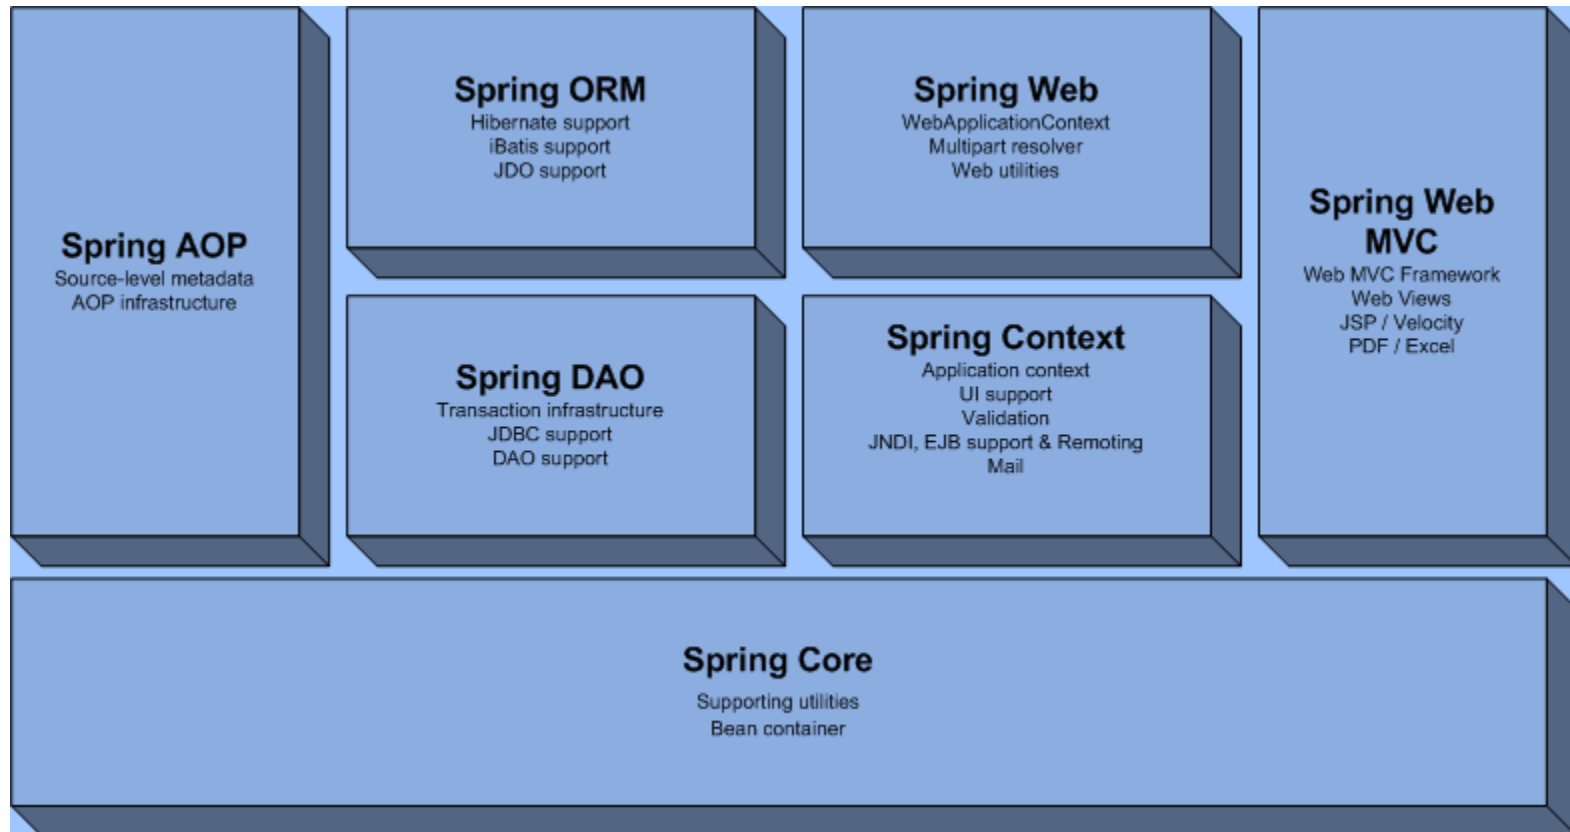 Spring AOP
Source-level metadata
AOP infrastructure
Spring ORM
Hibernate support
iBatis support
JDO support
Spring DAO
Transaction infrastructure
JDBC support
DAO support
Spring Web
WebApplicationContext
Multipart resolver
Web utilities
Spring Context
Application context
UI support
Validation
JNDI, EJB support & Remoting
Mail
Spring Web
MVC
Web MVC Framework
Web Views
JSP / Velocity
PDF / Excel
Spring Core
Supporting utilities
Bean container